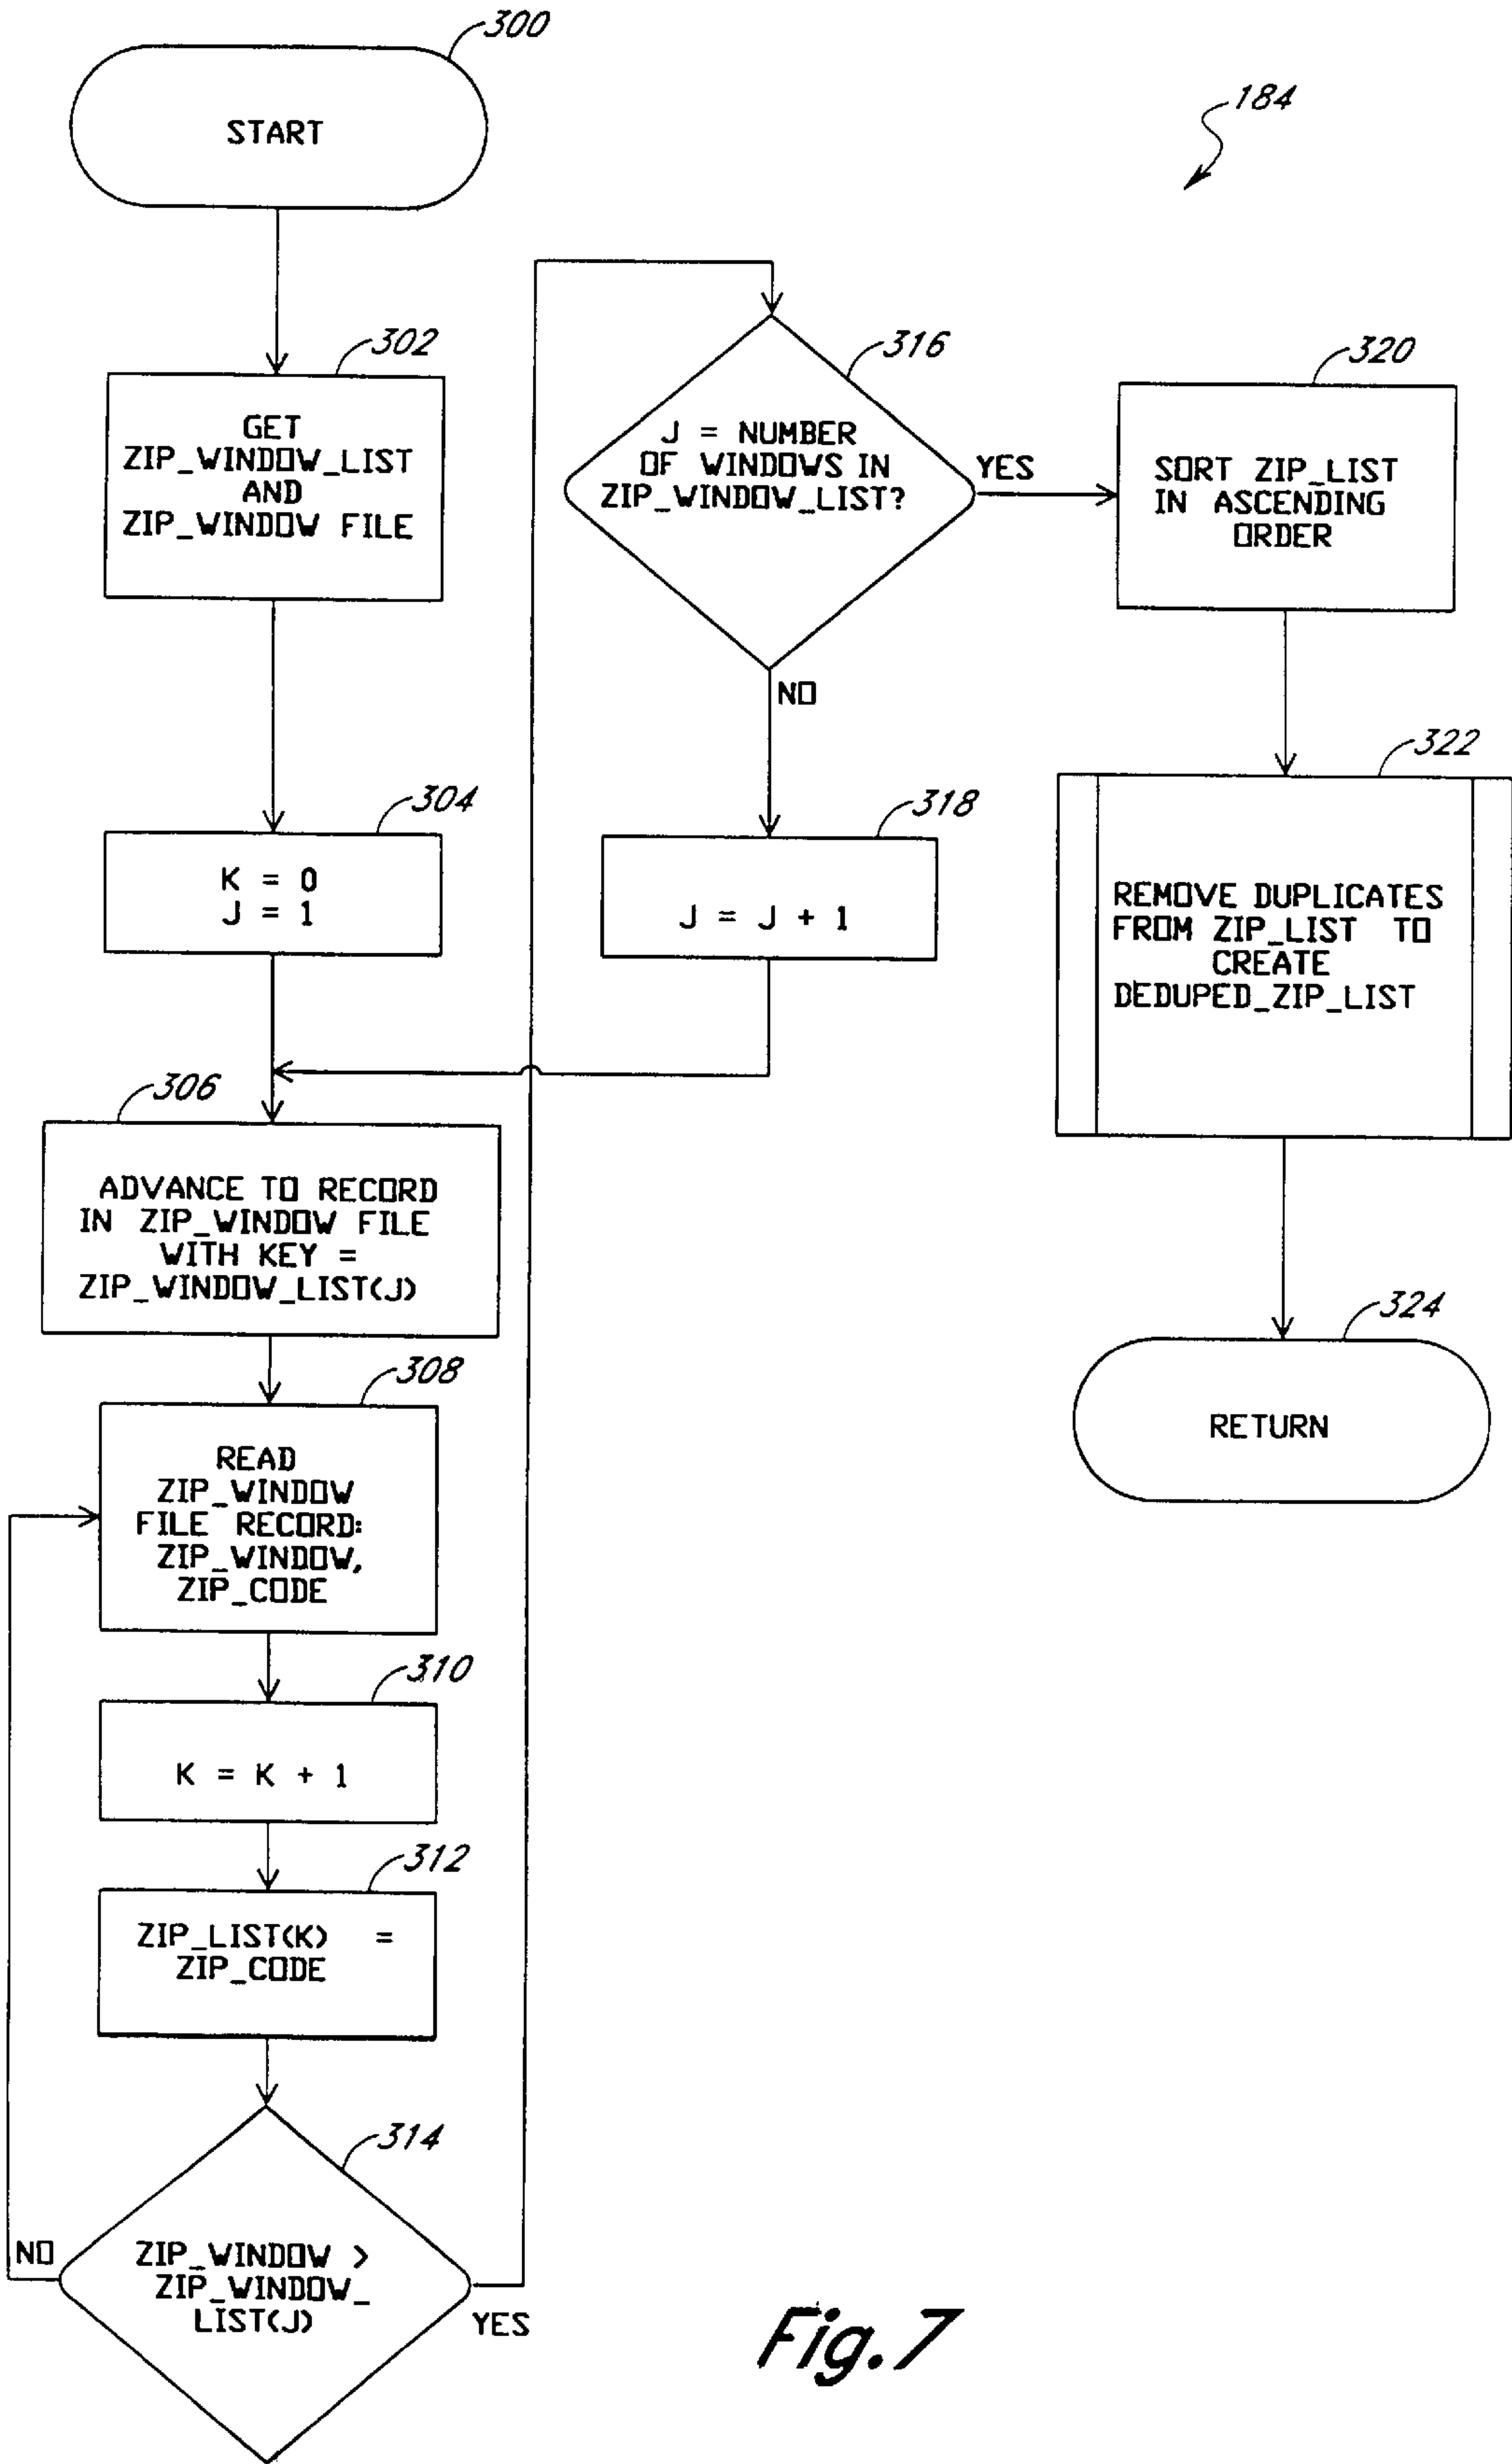 300
START
184
302
GET
ZIP_WINDOW_LIST
AND
ZIP_WINDOW FILE
304
K = 0
J = 1
306
ADVANCE TO RECORD
IN ZIP_WINDOW FILE
WITH KEY =
ZIP_WINDOW_LIST(J)
308
READ
ZIP_WINDOW
FILE RECORD:
ZIP_WINDOW,
ZIP_CODE
310
K = K + 1
312
ZIP_LIST(K) =
ZIP_CODE
314
ZIP_WINDOW >
ZIP_WINDOW_
LIST(J)
NO
YES
316
J = NUMBER
OF WINDOWS IN
ZIP_WINDOW_LIST?
YES
NO
318
J = J + 1
320
SORT ZIP_LIST
IN ASCENDING
ORDER
322
REMOVE DUPLICATES
FROM ZIP_LIST TO
CREATE
DEDUPED_ZIP_LIST
324
RETURN
Fig. 7